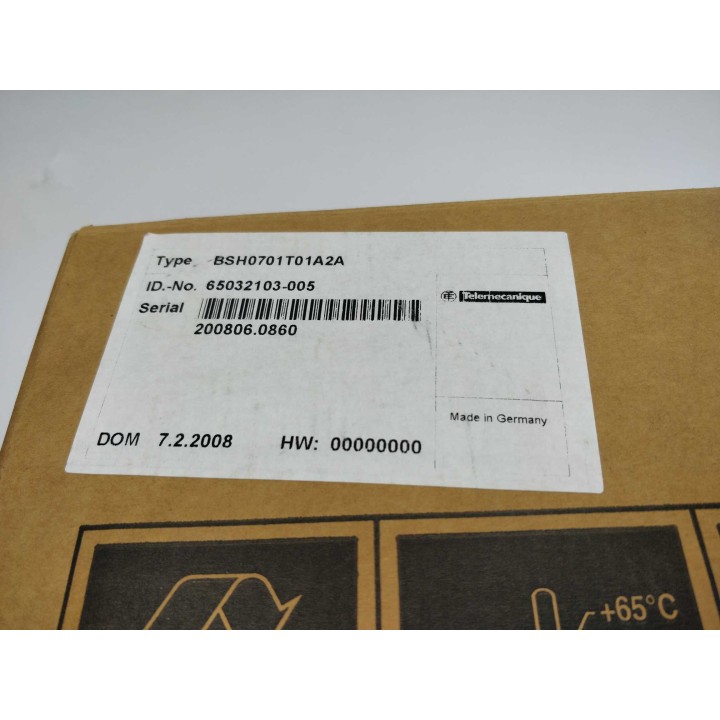 Type BSH0701T01A2A
ID.-No. 65032103-005
Serial
200806.0860
Telemecanique
Made in Germany
DOM 7.2.2008 HW: 00000000
+65°C